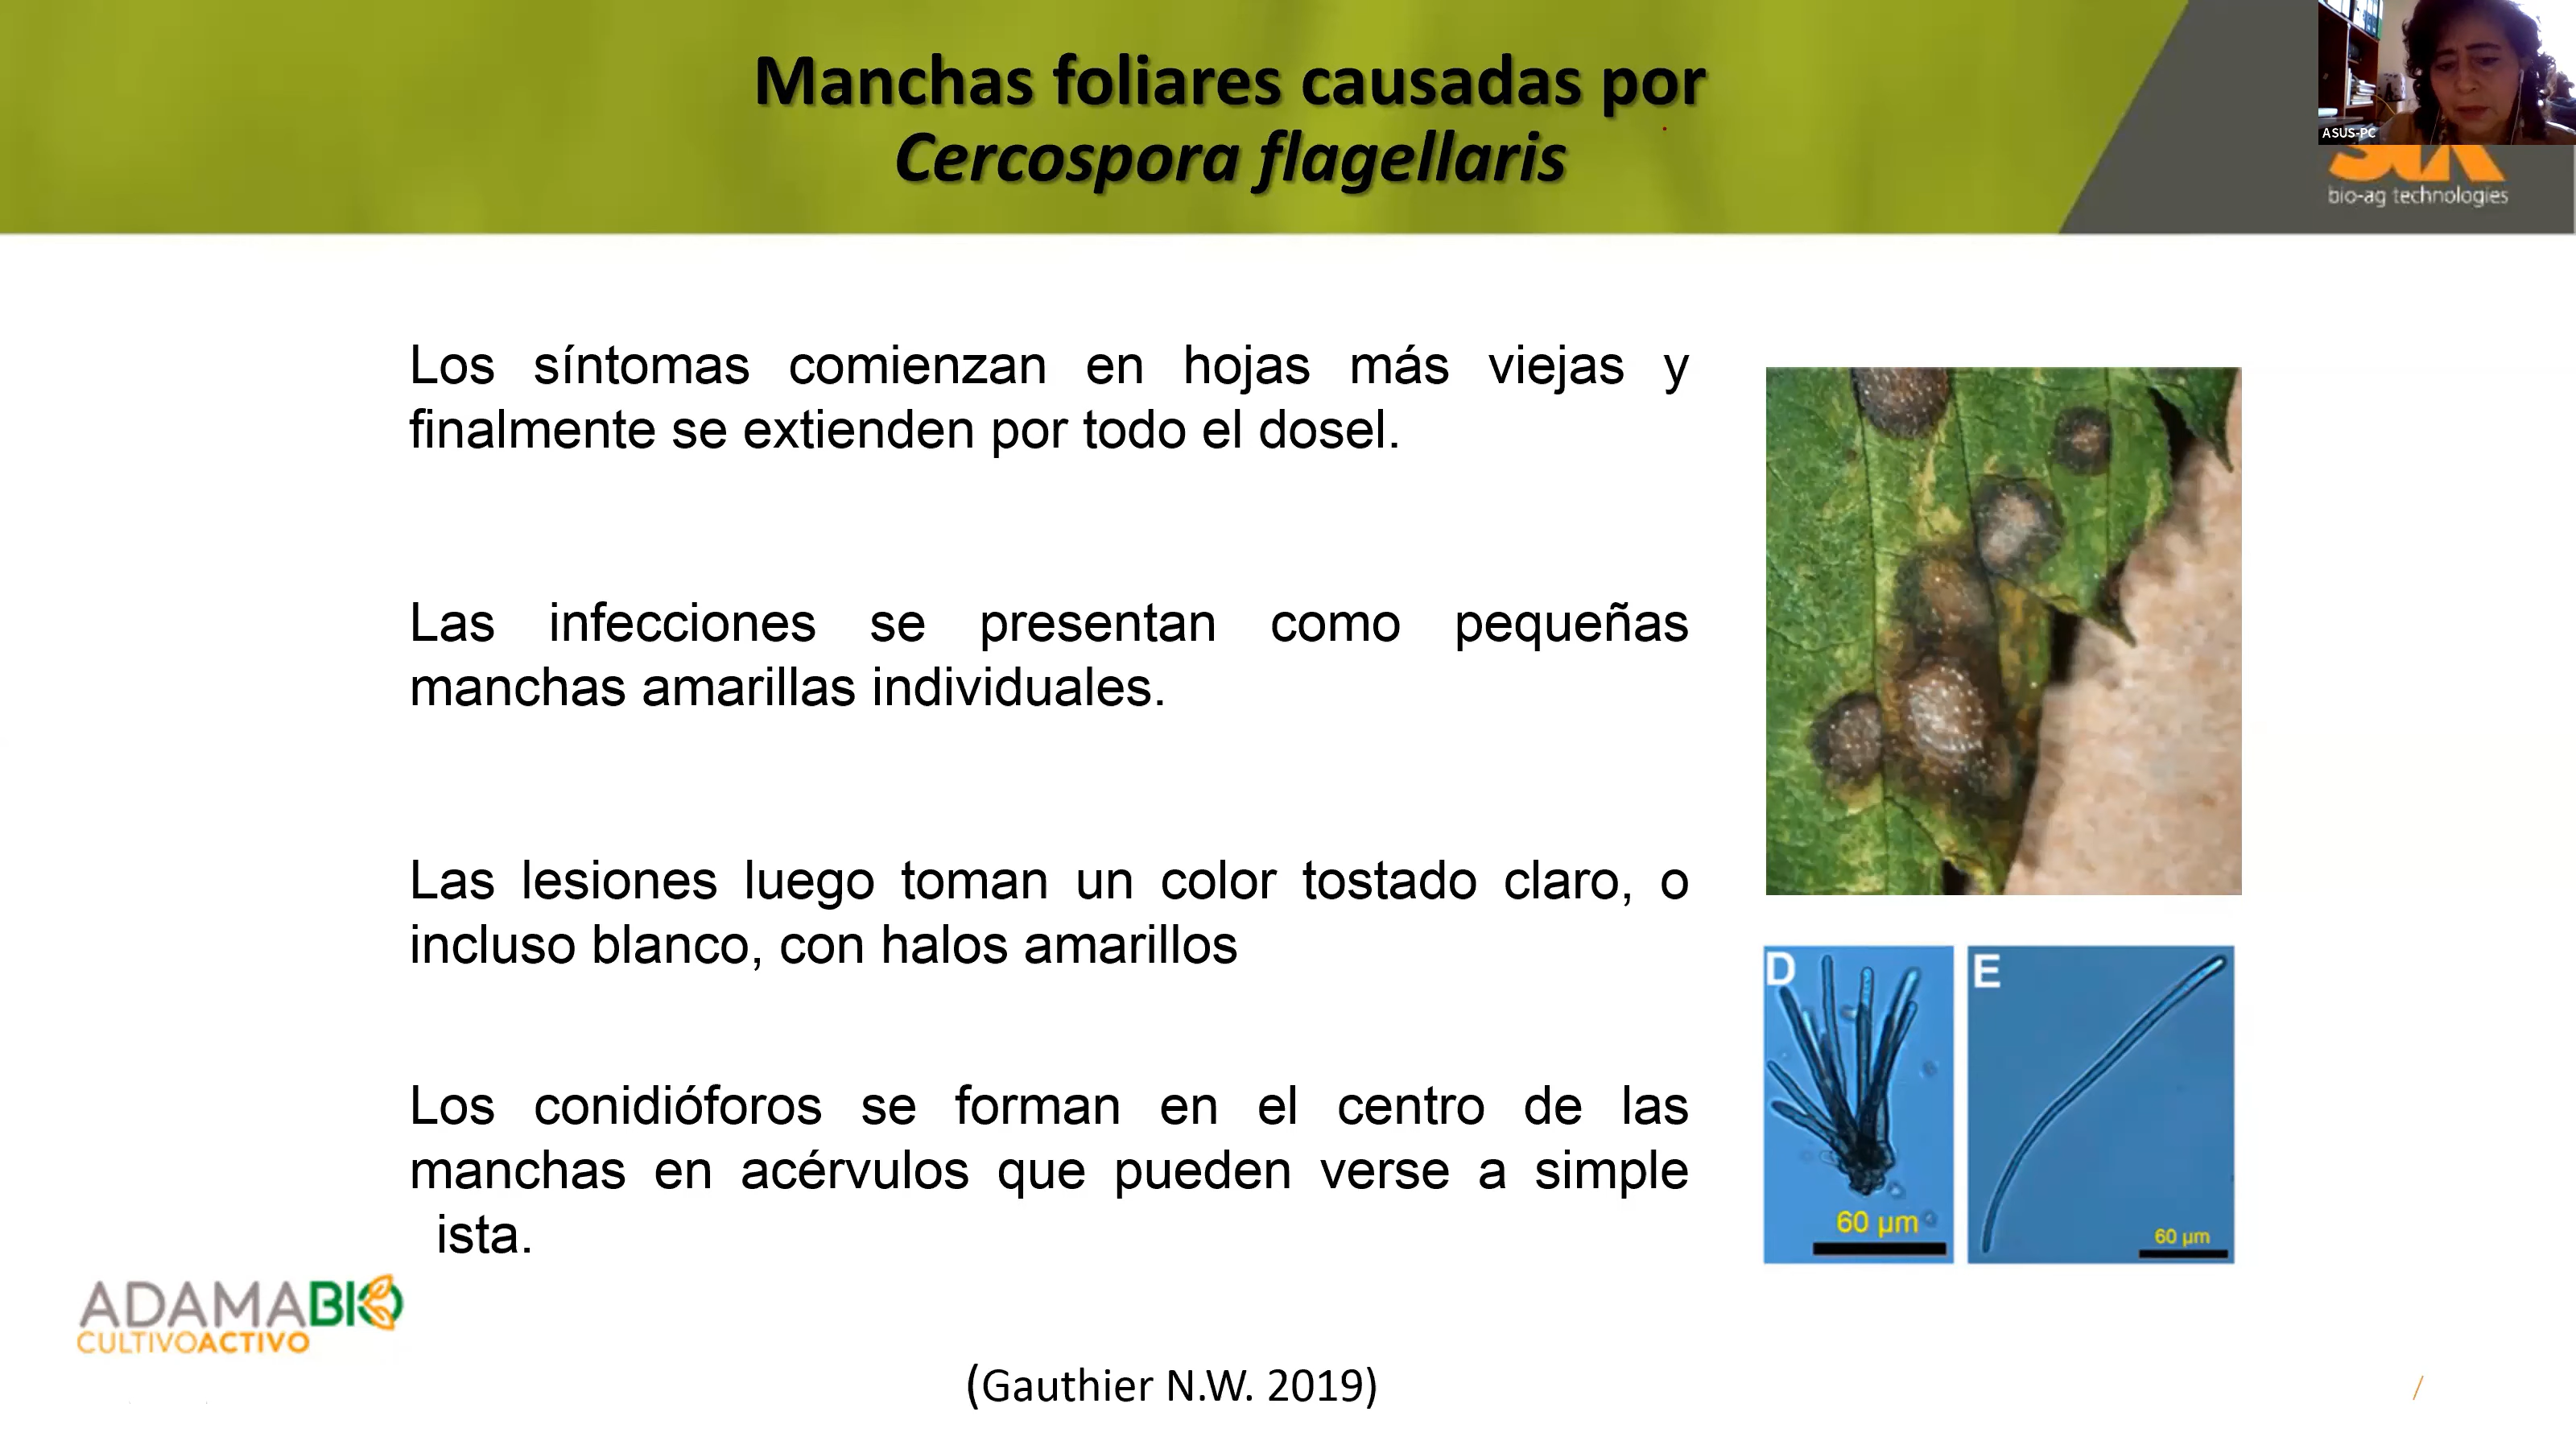 Manchas foliares causadas por
Cercospora flagellaris
ASUS-PC
bio-ag technologies
Los síntomas comienzan en hojas más viejas y
finalmente se extienden por todo el dosel.
Las infecciones se presentan como pequeñas
manchas amarillas individuales.
Las lesiones luego toman un color tostado claro, o
incluso blanco, con halos amarillos
Los conidióforos se forman en el centro de las
manchas en acérvulos que pueden verse a simple
ista.
D
60 µm
E
60 µm
ADAMABIO
CULTIVOACTIVO
(Gauthier N.W. 2019)
/